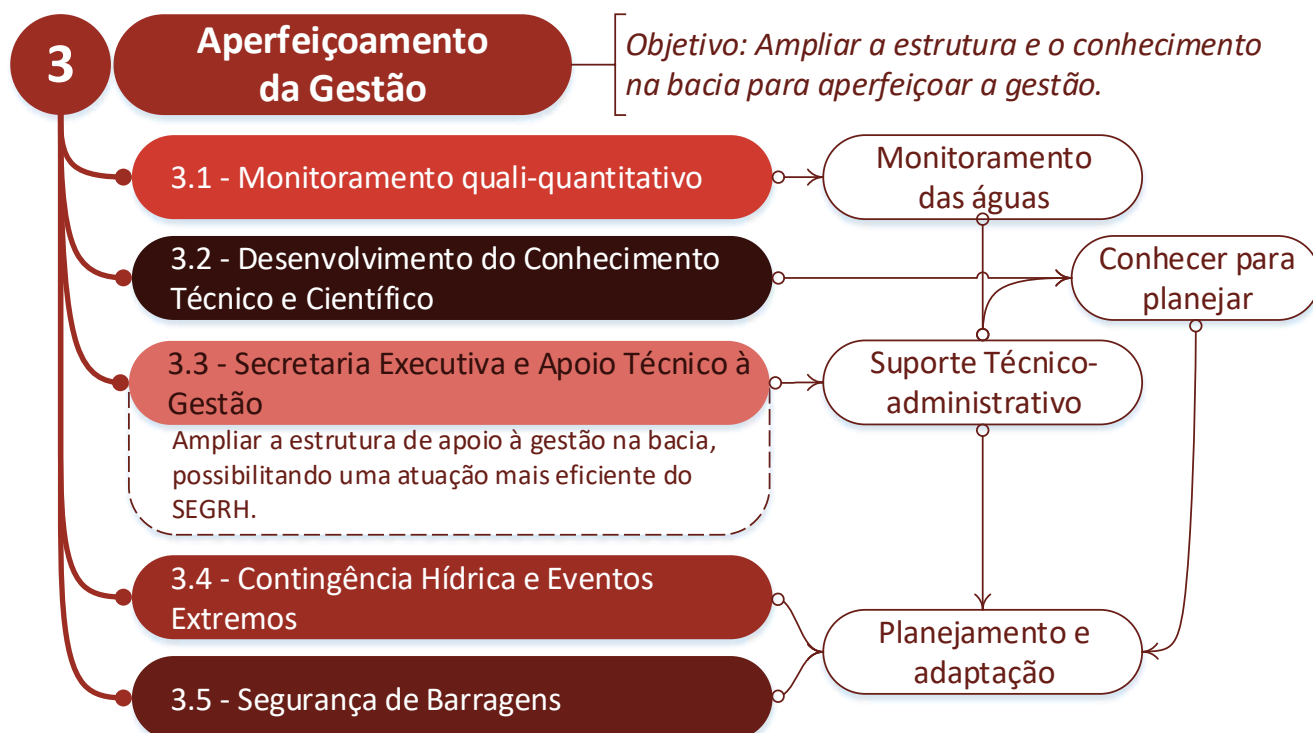 3
Aperfeiçoamento
da Gestão
Objetivo: Ampliar a estrutura e o conhecimento
na bacia para aperfeiçoar a gestão.
3.1 - Monitoramento quali-quantitativo
Monitoramento
das águas
3.2 - Desenvolvimento do Conhecimento
Técnico e Científico
Conhecer para
planejar
3.3 - Secretaria Executiva e Apoio Técnico à
Gestão
Suporte Técnico-
administrativo
Ampliar a estrutura de apoio à gestão na bacia,
possibilitando uma atuação mais eficiente do
SEGRH.
3.4 - Contingência Hídrica e Eventos
Extremos
Planejamento e
adaptação
3.5 - Segurança de Barragens